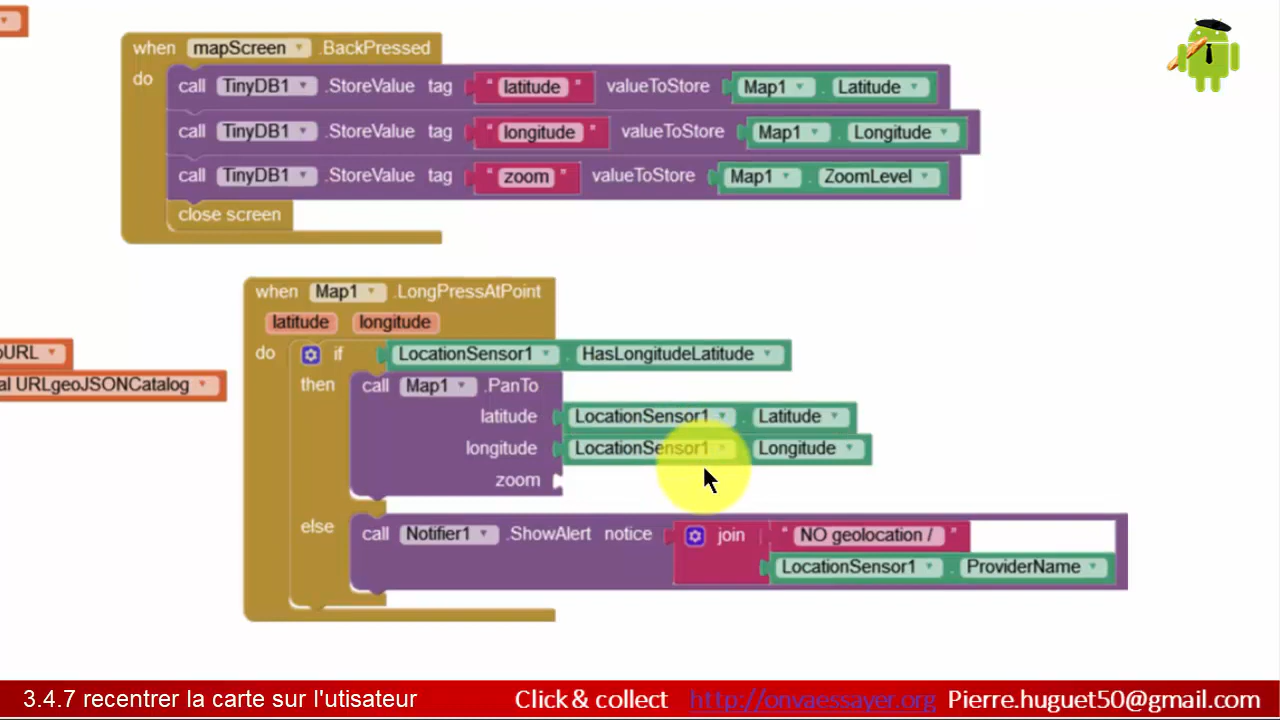 when mapScreen .BackPressed
do call TinyDB1 .StoreValue tag " latitude " valueToStore Map1 . Latitude
call TinyDB1 .StoreValue tag " longitude " valueToStore Map1 . Longitude
call TinyDB1 .StoreValue tag " zoom " valueToStore Map1 . ZoomLevel
close screen
when Map1 .LongPressAtPoint
latitude longitude
URL
do if LocationSensor1 . HasLongitudeLatitude
al URLgeoJSONCatalog
then call Map1 .PanTo
latitude LocationSensor1 . Latitude
longitude LocationSensor1 . Longitude
zoom
else call Notifier1 .ShowAlert notice join " NO geolocation / "
LocationSensor1 . ProviderName
3.4.7 recentrer la carte sur l'utisateur Click & collect http://onvaessayer.org Pierre.huguet50@gmail.com